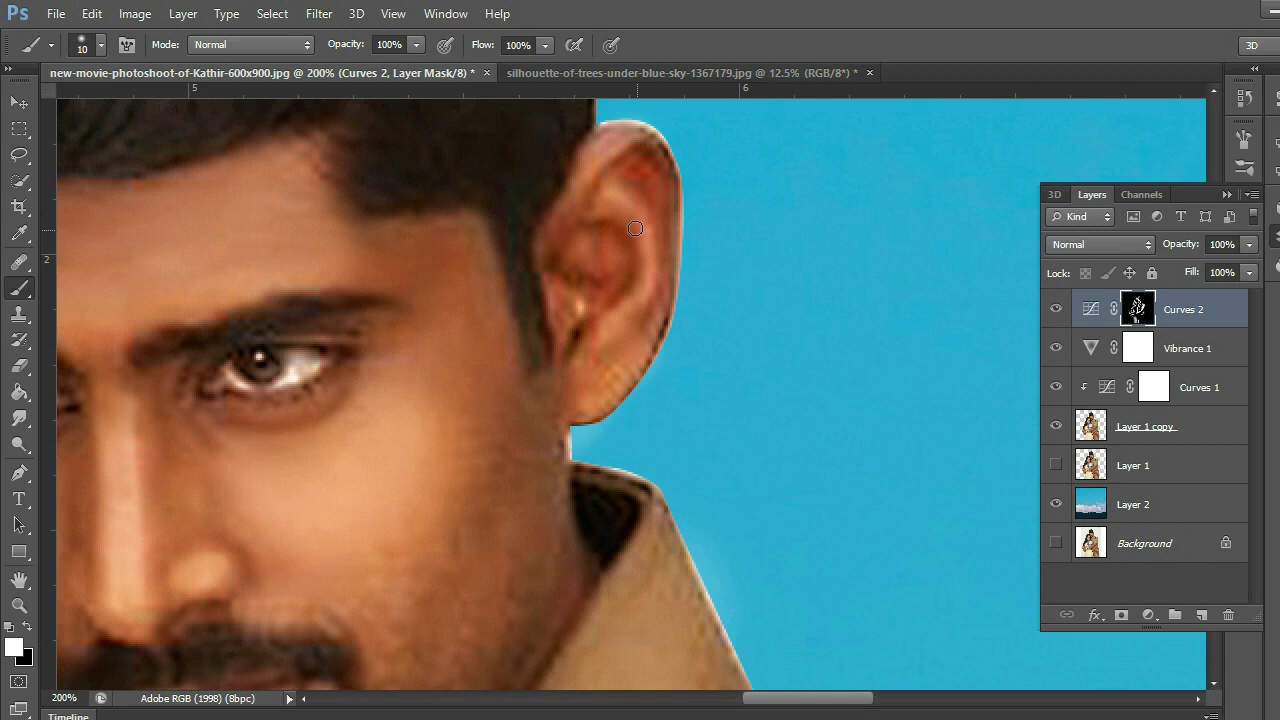 Ps File Edit Image Layer Type Select Filter 3D View Window Help
10 Mode: Normal Opacity: 100% Flow: 100% 3D
new-movie-photoshoot-of-Kathir-600x900.jpg @ 200% (Curves 2, Layer Mask/8) * × silhouette-of-trees-under-blue-sky-1367179.jpg @ 12.5% (RGB/8*) * ×
5 6
2
3D Layers Channels
Kind
Normal Opacity: 100%
Lock: Fill: 100%
Curves 2
Vibrance 1
Curves 1
Layer 1 copy
Layer 1
Layer 2
Background
fx
200% Adobe RGB (1998) (8bpc)
Timeline